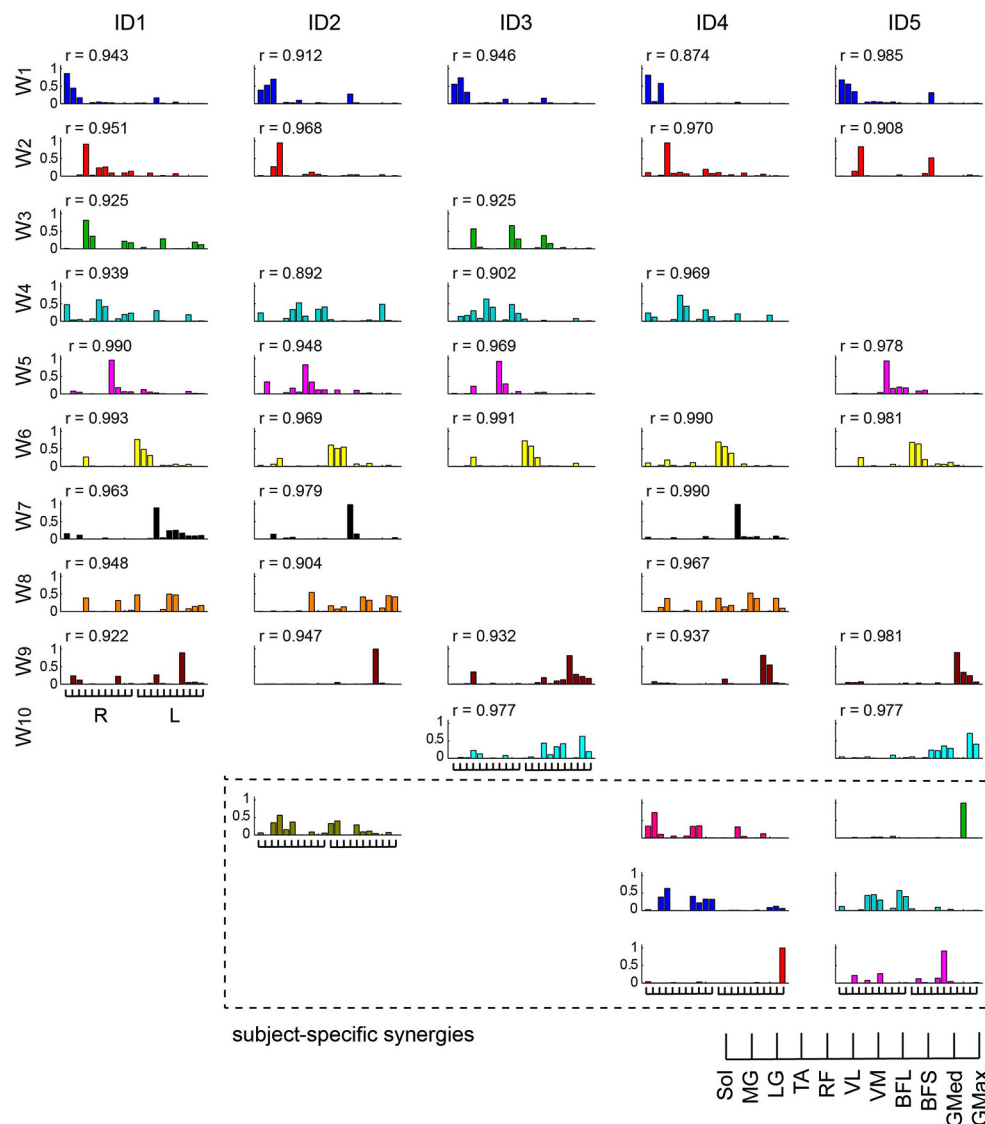 ID1 ID2 ID3 ID4 ID5
r = 0.943 r = 0.912 r = 0.946 r = 0.874 r = 0.985
W1 1 0.5 0
r = 0.951 r = 0.968 r = 0.970 r = 0.908
W2 1 0.5 0
r = 0.925 r = 0.925
W3 1 0.5 0
r = 0.939 r = 0.892 r = 0.902 r = 0.969
W4 1 0.5 0
r = 0.990 r = 0.948 r = 0.969 r = 0.978
W5 1 0.5 0
r = 0.993 r = 0.969 r = 0.991 r = 0.990 r = 0.981
W6 1 0.5 0
r = 0.963 r = 0.979 r = 0.990
W7 1 0.5 0
r = 0.948 r = 0.904 r = 0.967
W8 1 0.5 0
r = 0.922 r = 0.947 r = 0.932 r = 0.937 r = 0.981
W9 1 0.5 0
R L
r = 0.977 r = 0.977
W10 1 0.5 0
1 0.5 0 1 0.5 0
1 0.5 0
1 0.5 0
subject-specific synergies
Sol MG LG TA RF VL VM BFL BFS GMed GMax